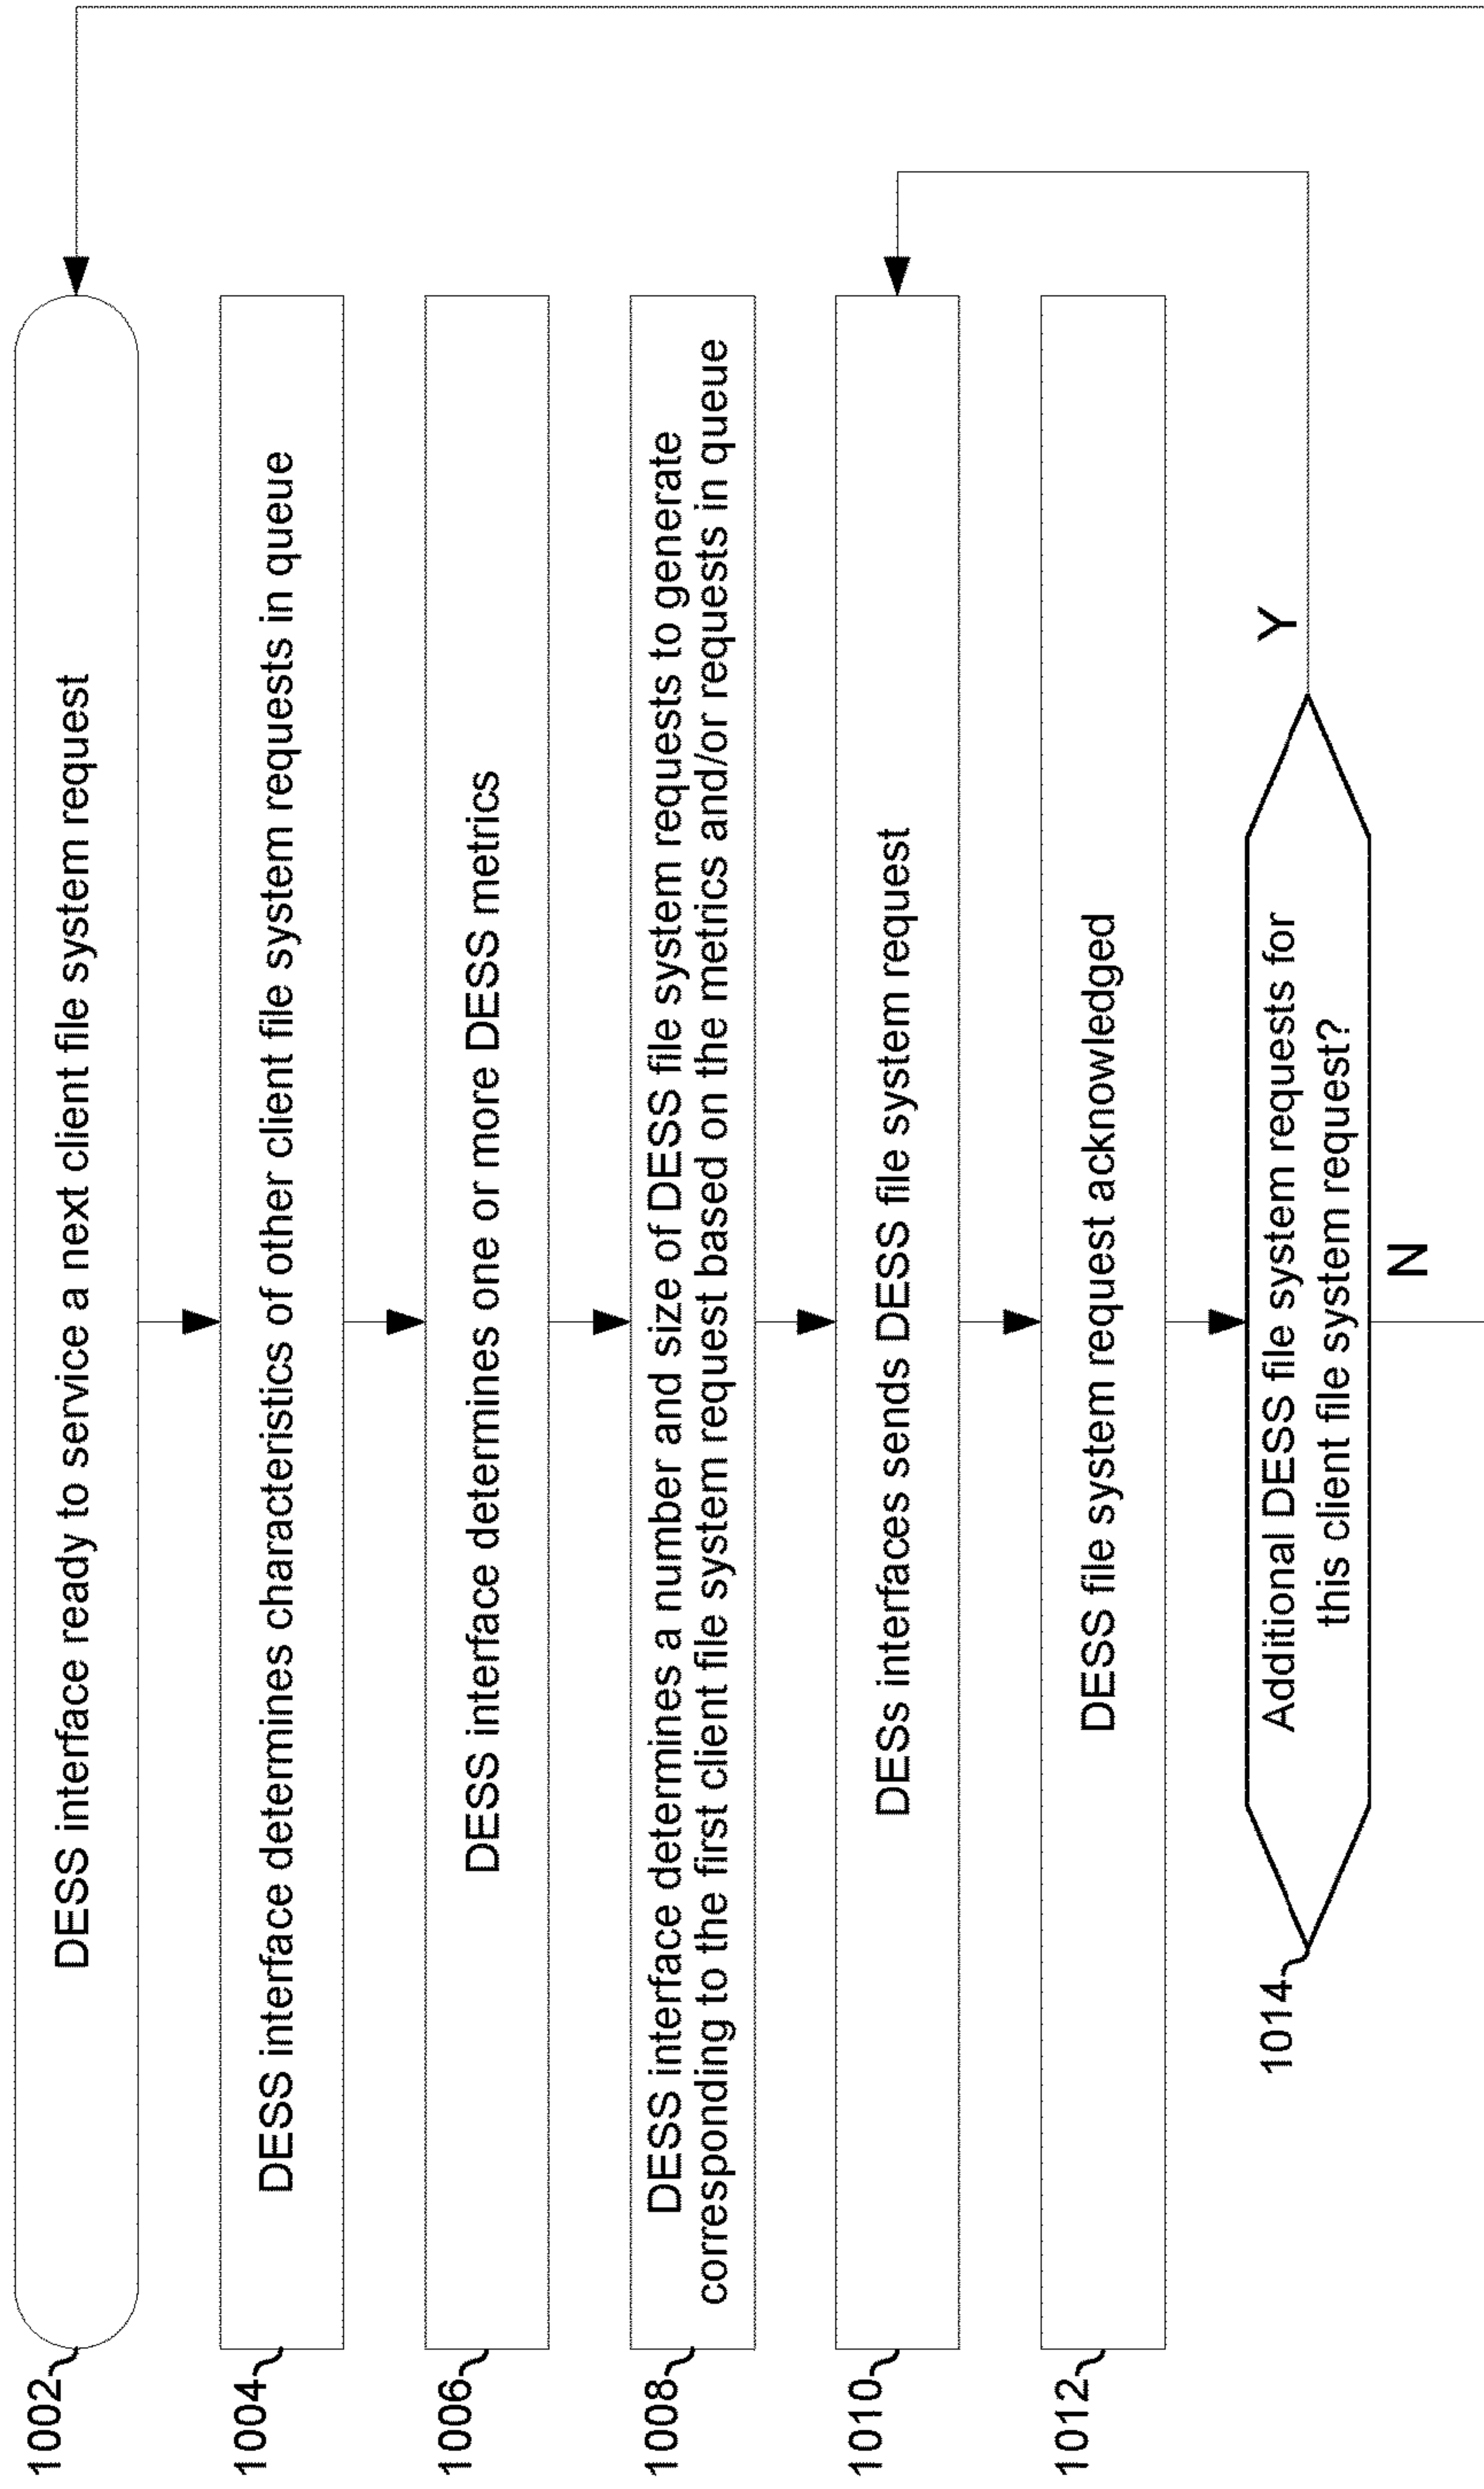 1002
DESS interface ready to service a next client file system request
1004
DESS interface determines characteristics of other client file system requests in queue
1006
DESS interface determines one or more DESS metrics
1008
DESS interface determines a number and size of DESS file system requests to generate
corresponding to the first client file system request based on the metrics and/or requests in queue
1010
DESs interfaces sends DESS file system request
1012
DESS file system request acknowledged
1014
Additional DESS file system requests for
this client file system request?
Y
N